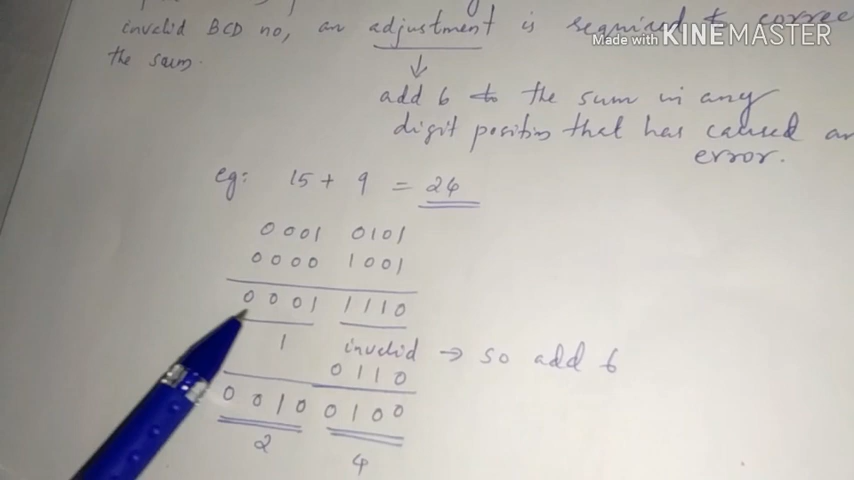 invalid BCD no, an adjustment is required to correc
Made with KINEMASTER
the sum.
add 6 to the sum in any
digit position that has caused an
error.
eg: 15 + 9 = 24
0001 0101
0000 1001
0001 1110
1 invalid → so add 6
0110
0010 0100
2 4